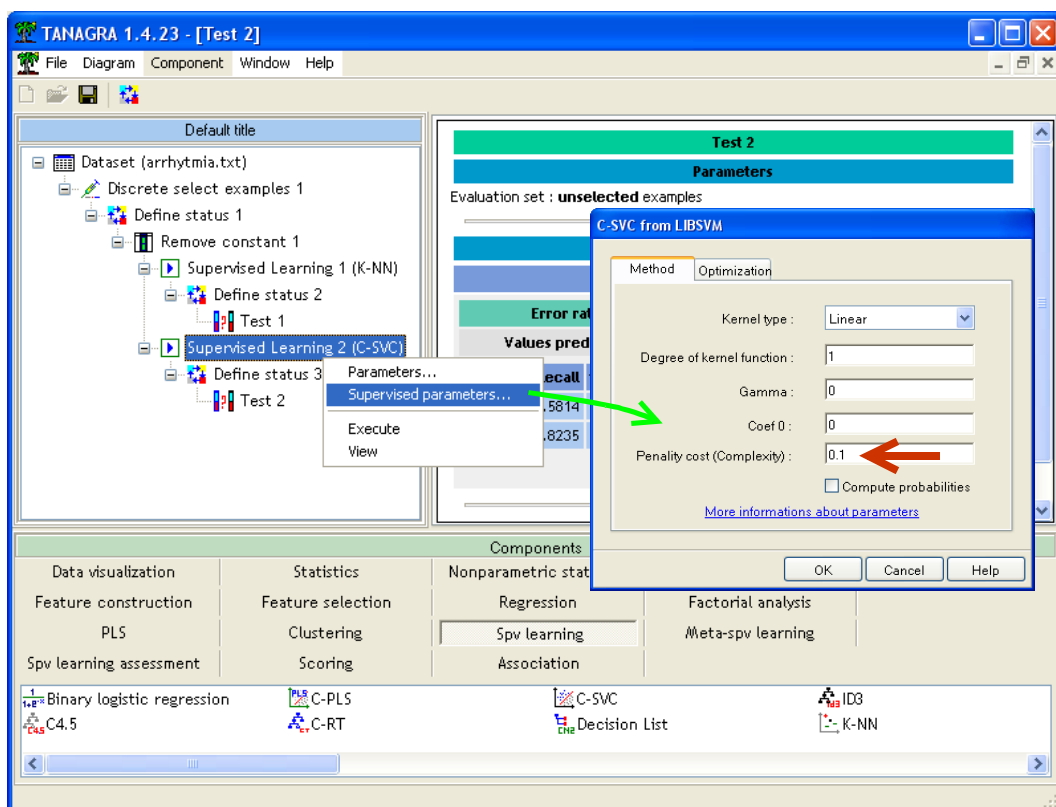 TANAGRA 1.4.23 - [Test 2]
File Diagram Component Window Help
Default title
Dataset (arrhytmia.txt)
Discrete select examples 1
Define status 1
Remove constant 1
Supervised Learning 1 (K-NN)
Define status 2
Test 1
Supervised Learning 2 (C-SVC)
Define status 3
Test 2
Parameters...
Supervised parameters...
Execute
View
Test 2
Parameters
Evaluation set : unselected examples
Error ra
Values pred
ecall
.5814
.8235
C-SVC from LIBSVM
Method Optimization
Kernel type : Linear
Degree of kernel function : 1
Gamma : 0
Coef 0 : 0
Penality cost (Complexity) : 0.1
Compute probabilities
More informations about parameters
OK Cancel Help
Components
Data visualization Statistics Nonparametric stat
Feature construction Feature selection Regression Factorial analysis
PLS Clustering Spv learning Meta-spv learning
Spv learning assessment Scoring Association
Binary logistic regression C-PLS C-SVC ID3
C4.5 C-RT Decision List K-NN